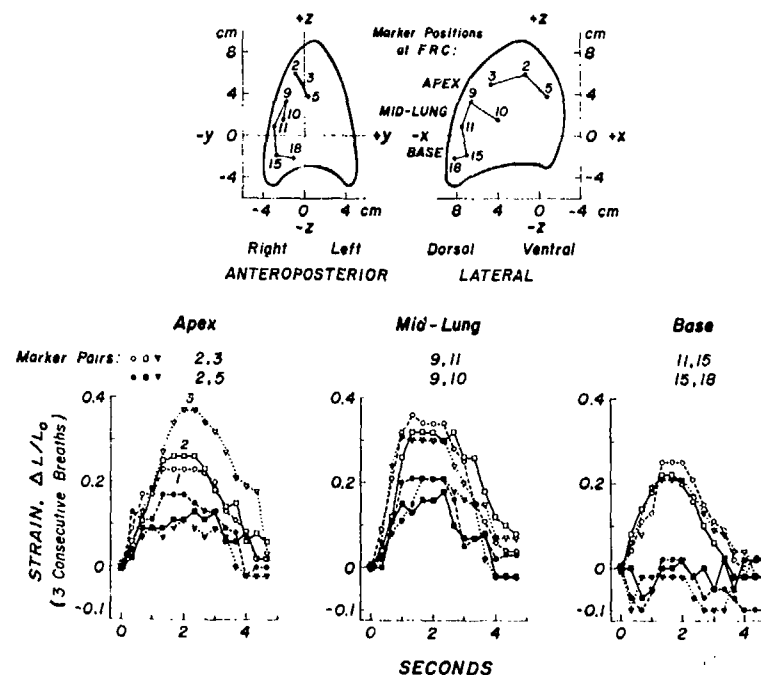 +Z +Z
cm cm
Marker Positions
at FRC:
8 8
2 2
APEX 3
3 5
4 9 5 4 9
10 MID-LUNG 10
-y 0 11 +y -x 11 0 +x
BASE
15 18 15
18
-4 -4
-4 0 4 cm 8 4 0 -4
-Z -Z cm
Right Left Dorsal Ventral
ANTEROPOSTERIOR LATERAL
Apex Mid-Lung Base
Marker Pairs: 2,3 9,11 11,15
2,5 9,10 15,18
0.4 0.4 0.4
3
2
1
0.2 0.2 0.2
0 0 0
-0.1 -0.1 -0.1
STRAIN, ΔL/L₀
(3 Consecutive Breaths)
0 2 4 0 2 4 0 2 4
SECONDS